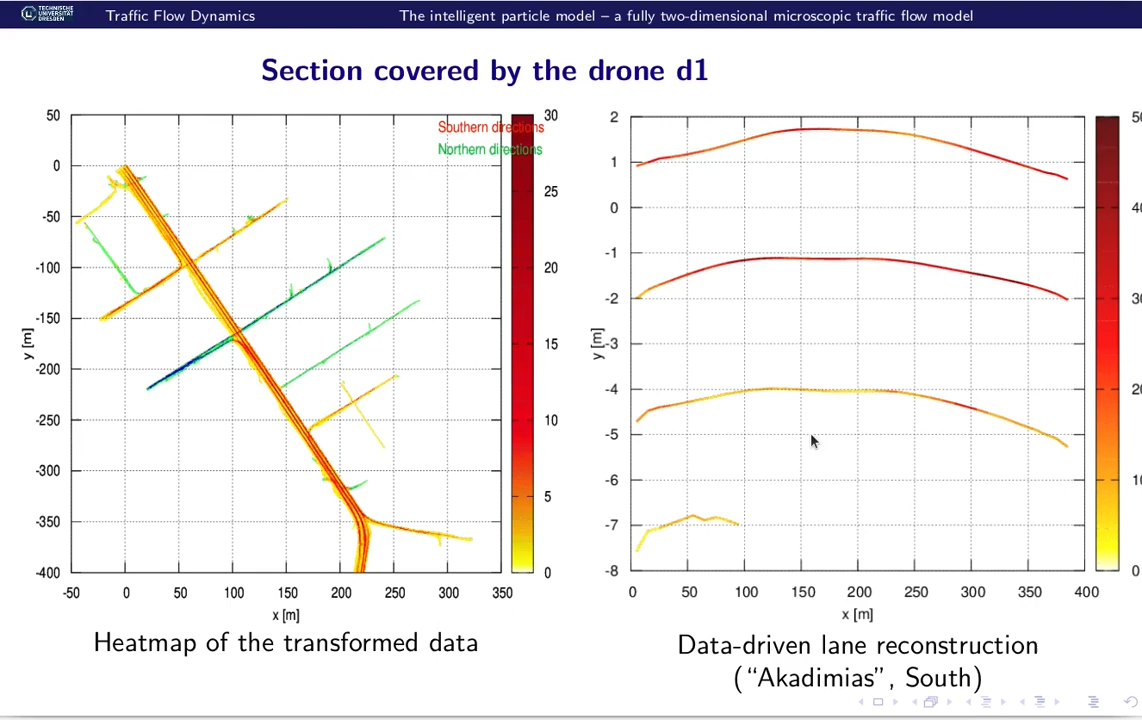 TECHNISCHE
UNIVERSITÄT
DRESDEN
Traffic Flow Dynamics
The intelligent particle model – a fully two-dimensional microscopic traffic flow model
Section covered by the drone d1
Southern directions
Northern directions
50
0
-50
-100
-150
-200
-250
-300
-350
-400
y [m]
-50 0 50 100 150 200 250 300 350
x [m]
30
25
20
15
10
5
0
Heatmap of the transformed data
2
1
0
-1
-2
-3
-4
-5
-6
-7
-8
y [m]
0 50 100 150 200 250 300 350 400
x [m]
50
40
30
20
10
0
Data-driven lane reconstruction
(“Akadimias”, South)